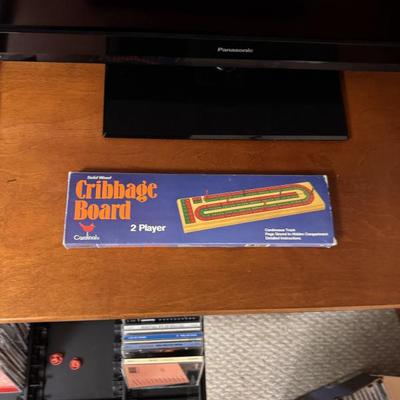 Panasonic
Solid Wood
Cribbage
Board
2 Player
Cardinal
Continuous Track
Pegs Stored In Hidden Compartment
Detailed Instructions